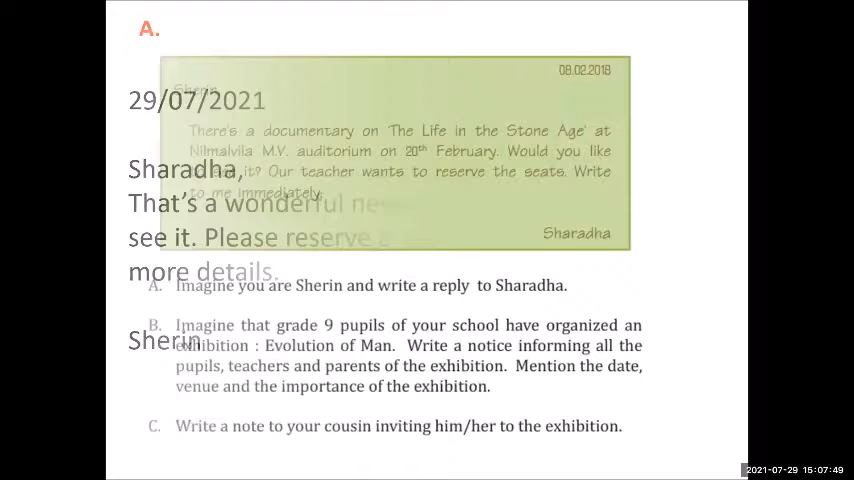 A.
08.02.2018
Sherin
There's a documentary on 'The Life in the Stone Age' at
Nilmalvila M.V. auditorium on 20th February. Would you like
it? Our teacher wants to reserve the seats. Write
to me immediately
Sharadha
29/07/2021
Sharadha,
That's a wonderful
see it. Please reserve
more details.
Sherin
A. Imagine you are Sherin and write a reply to Sharadha.
B. Imagine that grade 9 pupils of your school have organized an
exhibition : Evolution of Man. Write a notice informing all the
pupils, teachers and parents of the exhibition. Mention the date,
venue and the importance of the exhibition.
C. Write a note to your cousin inviting him/her to the exhibition.
2021-07-29 15:07:49